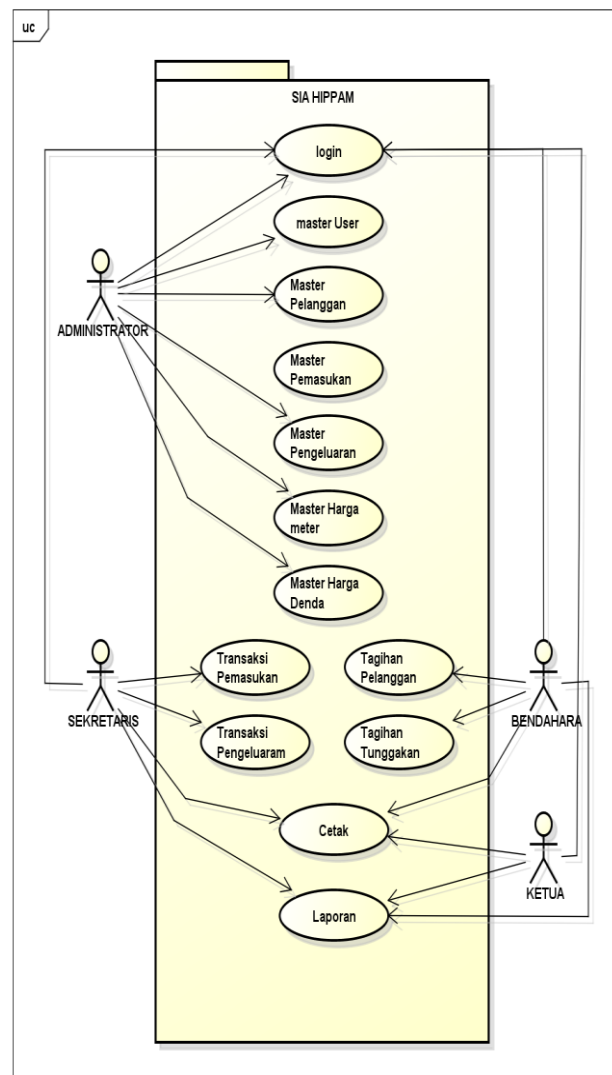 uc
SIA HIPPAM
login
master User
Master
Pelanggan
ADMINISTRATOR
Master
Pemasukan
Master
Pengeluaran
Master Harga
meter
Master Harga
Denda
Transaksi
Pemasukan
Tagihan
Pelanggan
SEKRETARIS
BENDAHARA
Transaksi
Pengeluaram
Tagihan
Tunggakan
Cetak
KETUA
Laporan